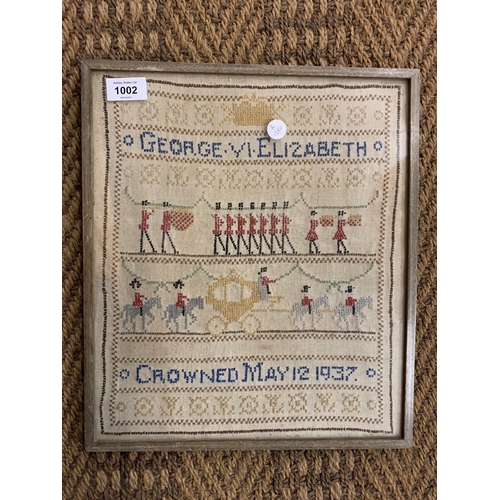 1002
GEORGE·VI·ELIZABETH
CROWNED MAY 12 1937.